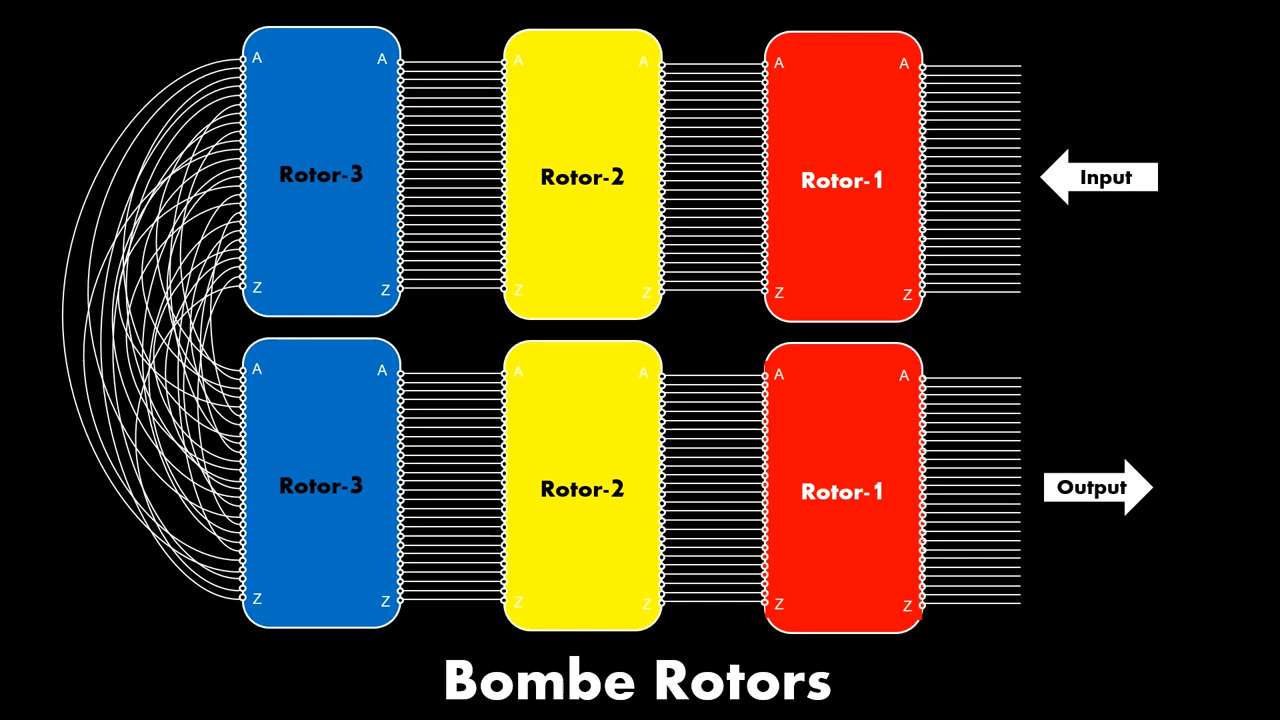 A A A A A A
Rotor-3 Rotor-2 Rotor-1 Input
Z Z Z Z Z Z
A A A A A A
Rotor-3 Rotor-2 Rotor-1 Output
Z Z Z Z Z Z
Bombe Rotors